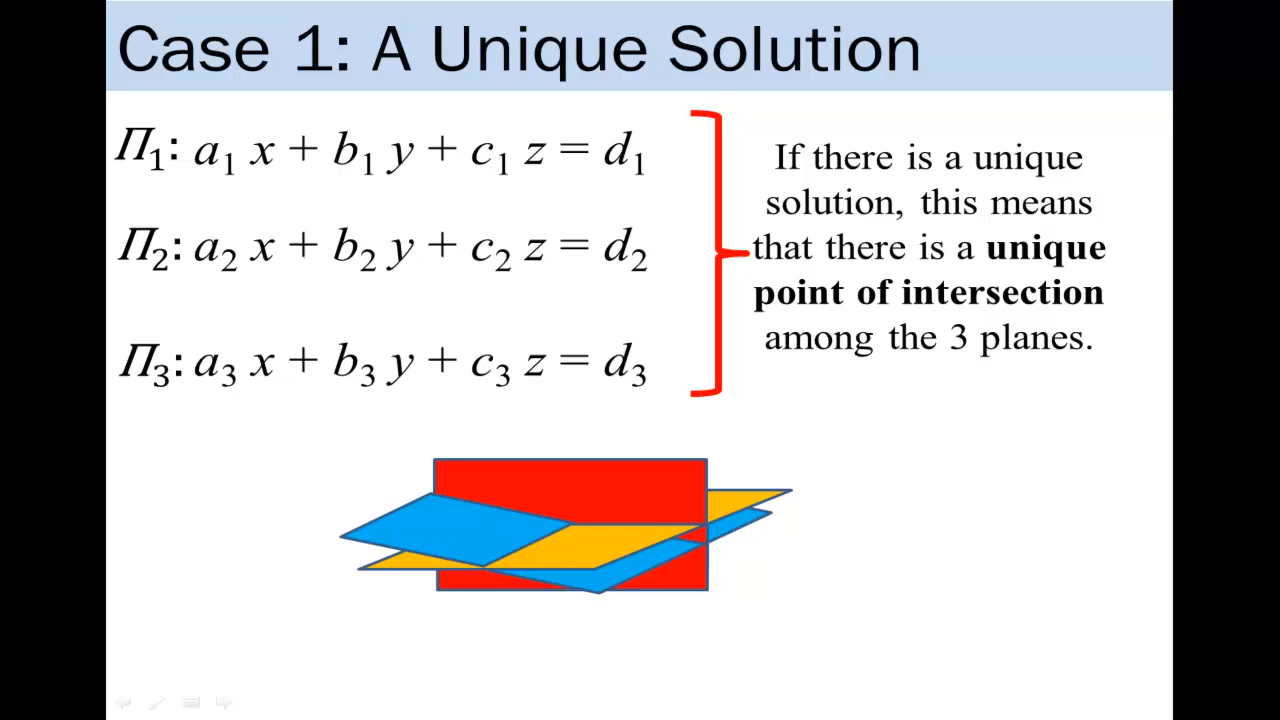 Case 1: A Unique Solution
Π₁: a₁ x + b₁ y + c₁ z = d₁
Π₂: a₂ x + b₂ y + c₂ z = d₂
Π₃: a₃ x + b₃ y + c₃ z = d₃
If there is a unique
solution, this means
that there is a unique
point of intersection
among the 3 planes.